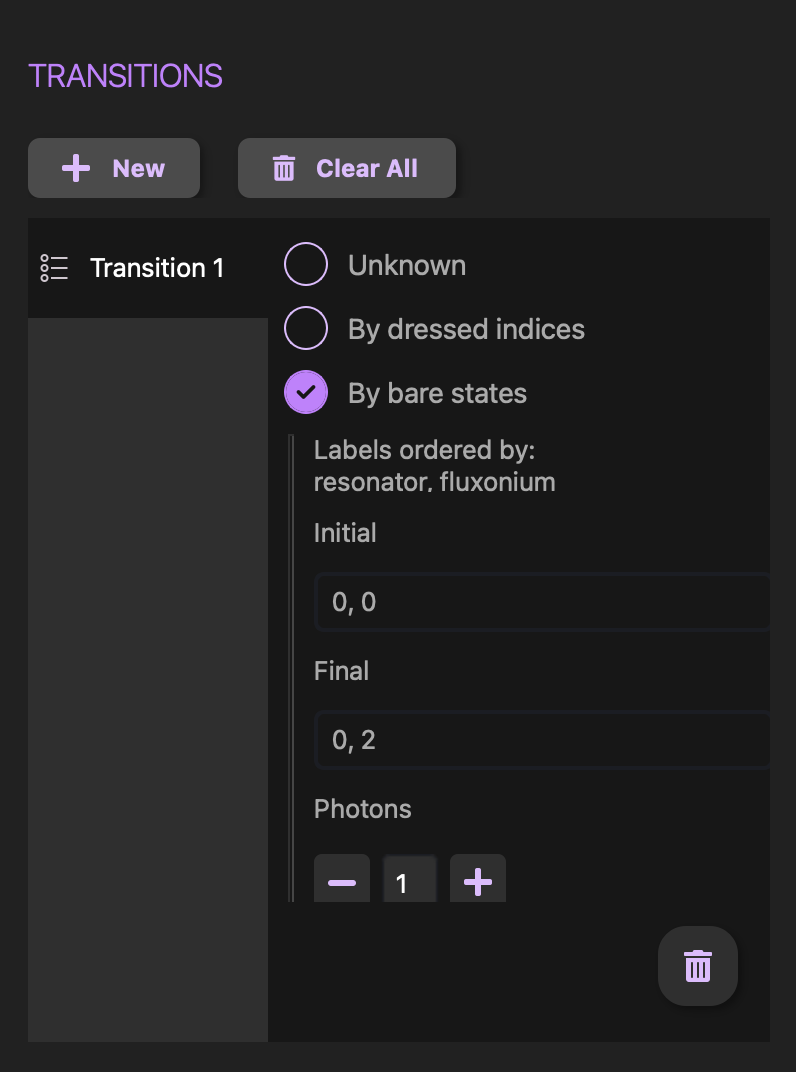 TRANSITIONS
New
Clear All
Transition 1
Unknown
By dressed indices
By bare states
Labels ordered by:
resonator, fluxonium
Initial
0, 0
Final
0, 2
Photons
1